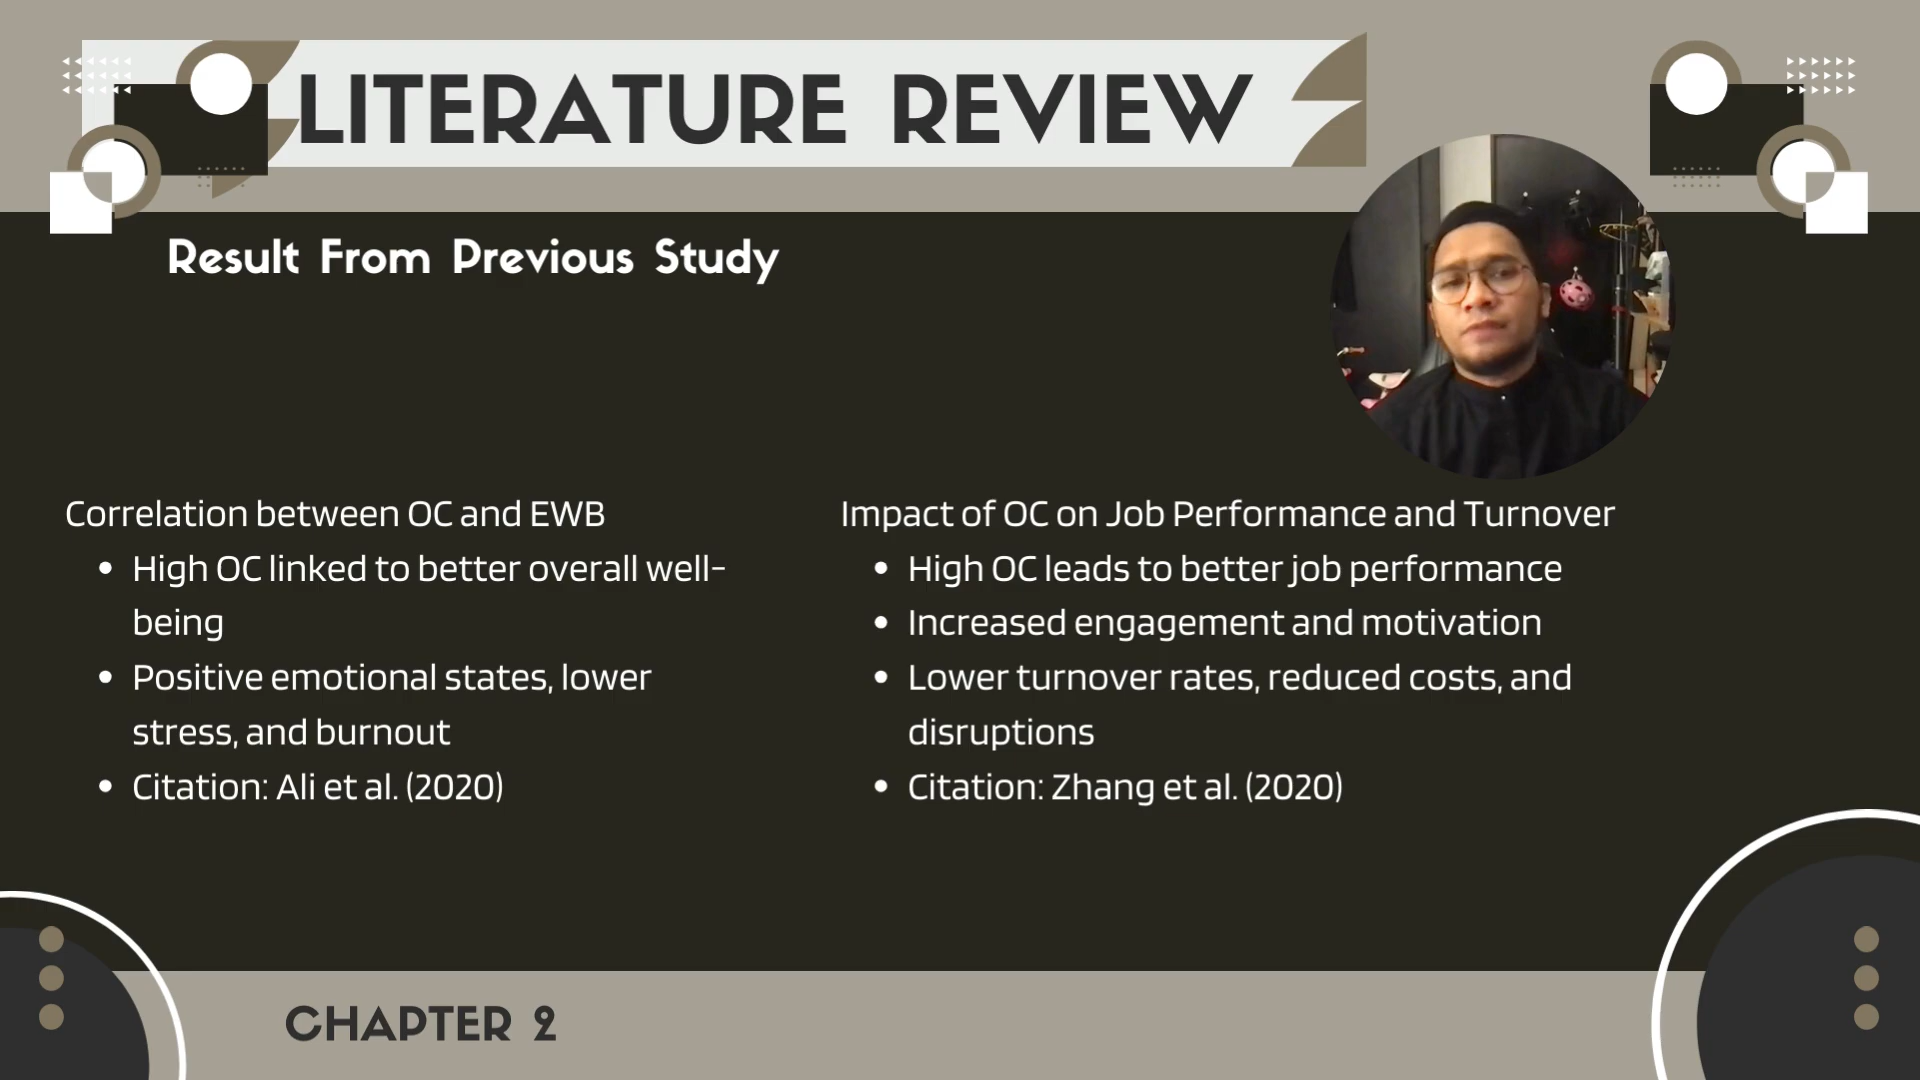 LITERATURE REVIEW
Result From Previous Study
Correlation between OC and EWB
• High OC linked to better overall well-
being
• Positive emotional states, lower
stress, and burnout
• Citation: Ali et al. (2020)
Impact of OC on Job Performance and Turnover
• High OC leads to better job performance
• Increased engagement and motivation
• Lower turnover rates, reduced costs, and
disruptions
• Citation: Zhang et al. (2020)
CHAPTER 2